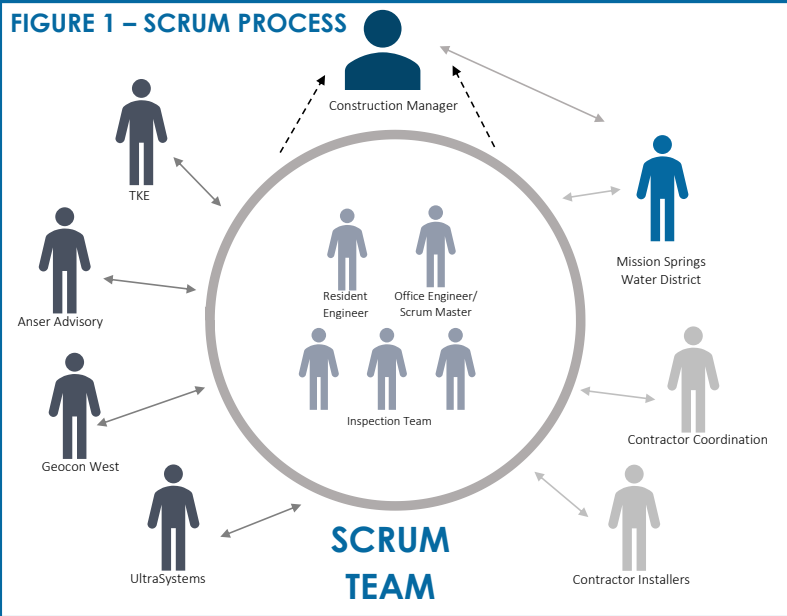 FIGURE 1 – SCRUM PROCESS
Construction Manager
TKE
Mission Springs
Water District
Anser Advisory
Resident
Engineer
Office Engineer/
Scrum Master
Inspection Team
Contractor Coordination
Geocon West
UltraSystems
Contractor Installers
SCRUM
TEAM